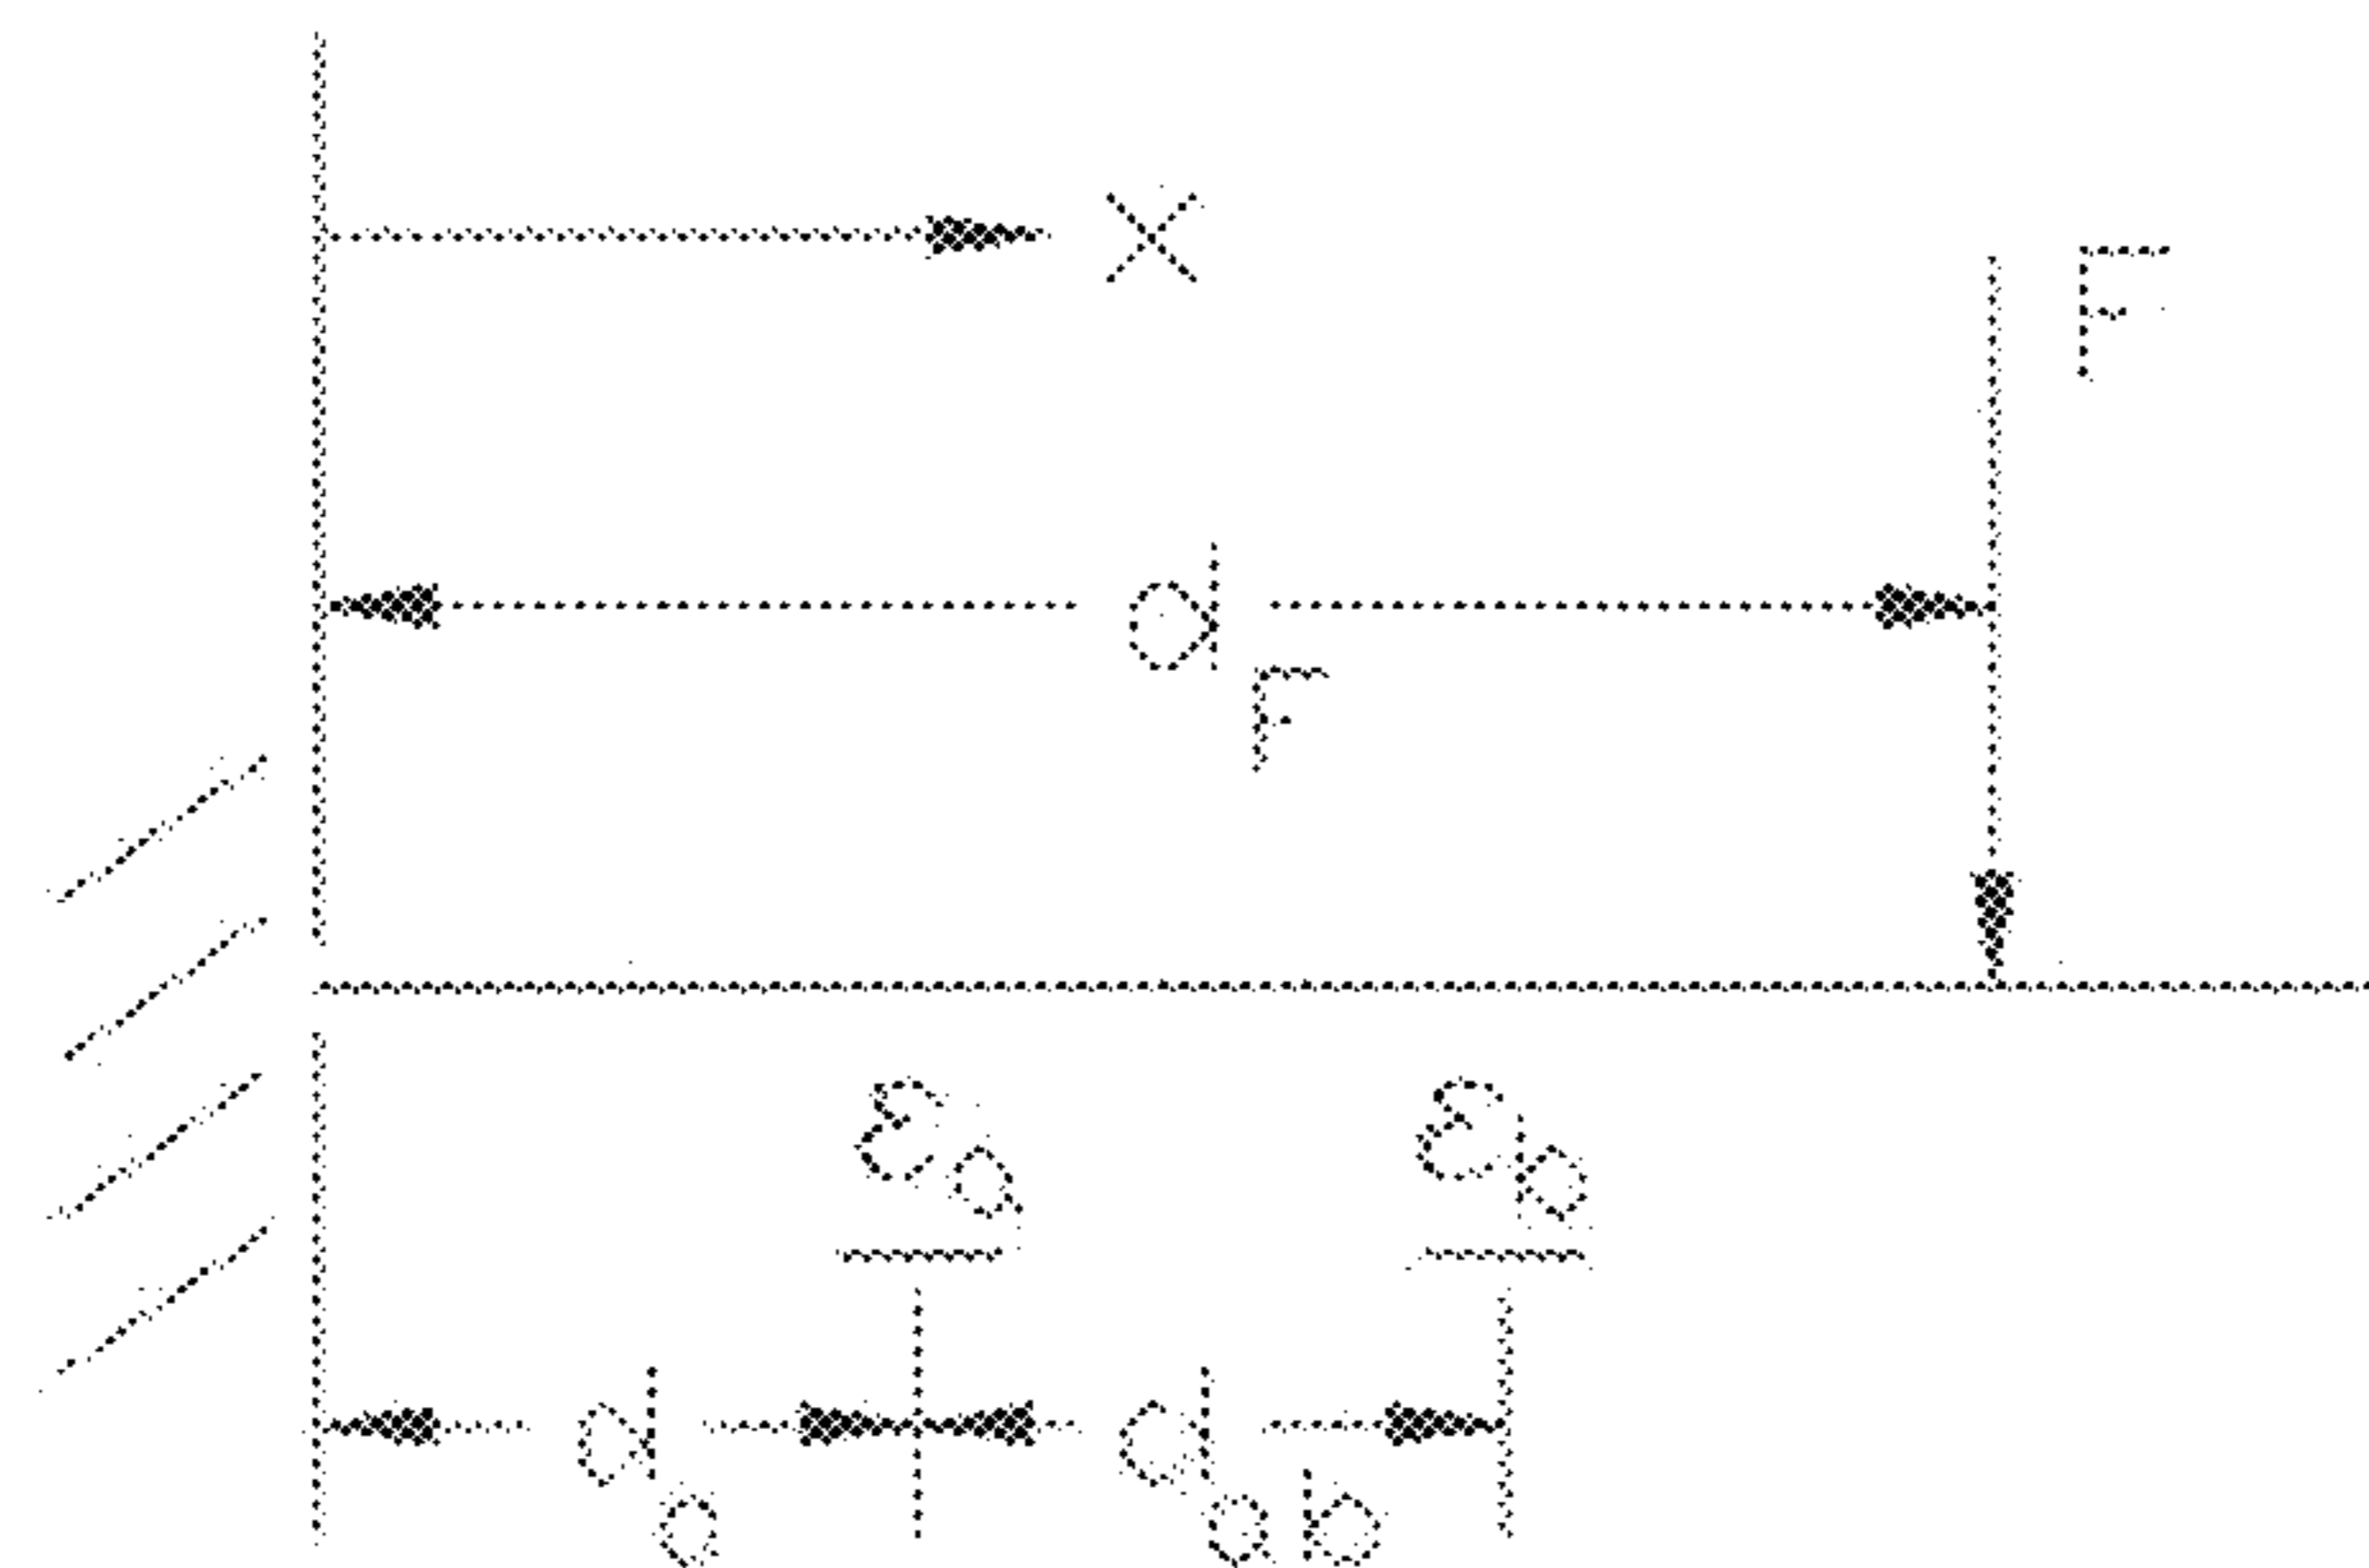 x
F
d_F
ε_a ε_b
d_a d_ab